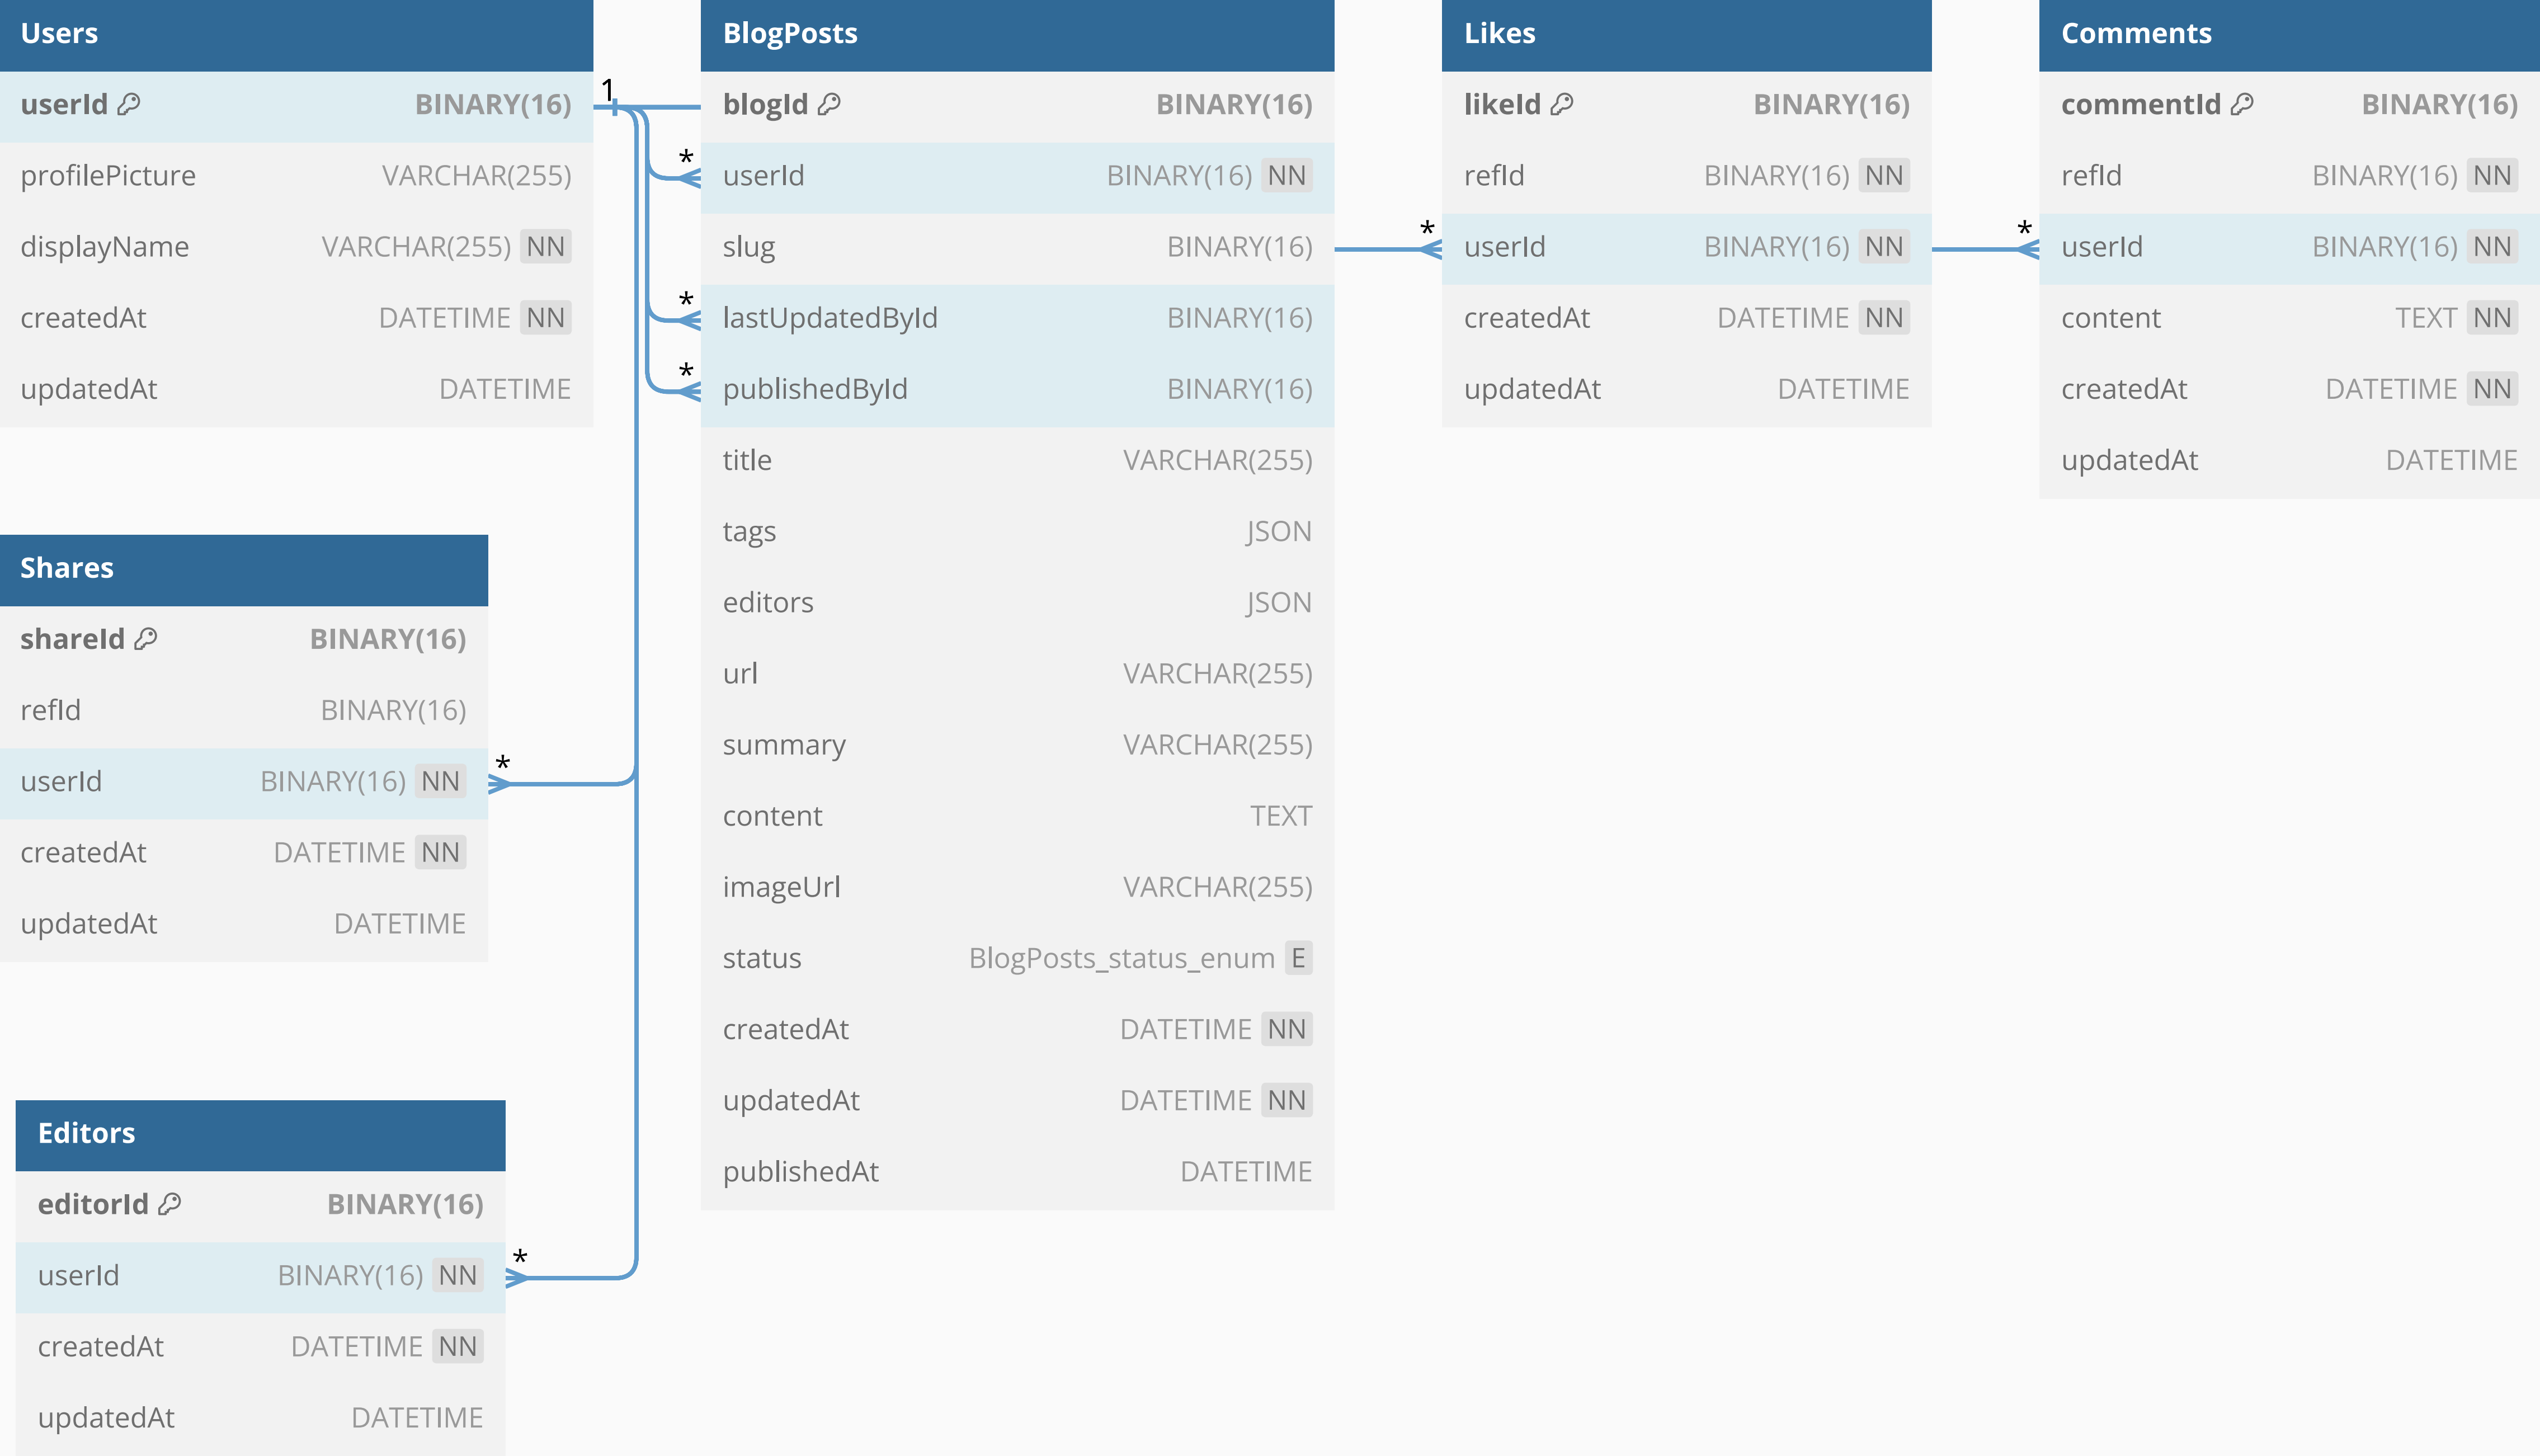 Users
userId BINARY(16)
profilePicture VARCHAR(255)
displayName VARCHAR(255) NN
createdAt DATETIME NN
updatedAt DATETIME
1
*
*
*
BlogPosts
blogId BINARY(16)
userId BINARY(16) NN
slug BINARY(16)
lastUpdatedById BINARY(16)
publishedById BINARY(16)
title VARCHAR(255)
tags JSON
editors JSON
url VARCHAR(255)
summary VARCHAR(255)
content TEXT
imageUrl VARCHAR(255)
status BlogPosts_status_enum E
createdAt DATETIME NN
updatedAt DATETIME NN
publishedAt DATETIME
*
Likes
likeId BINARY(16)
refId BINARY(16) NN
userId BINARY(16) NN
createdAt DATETIME NN
updatedAt DATETIME
*
Comments
commentId BINARY(16)
refId BINARY(16) NN
userId BINARY(16) NN
content TEXT NN
createdAt DATETIME NN
updatedAt DATETIME
Shares
shareId BINARY(16)
refId BINARY(16)
userId BINARY(16) NN
*
createdAt DATETIME NN
updatedAt DATETIME
Editors
editorId BINARY(16)
userId BINARY(16) NN
*
createdAt DATETIME NN
updatedAt DATETIME